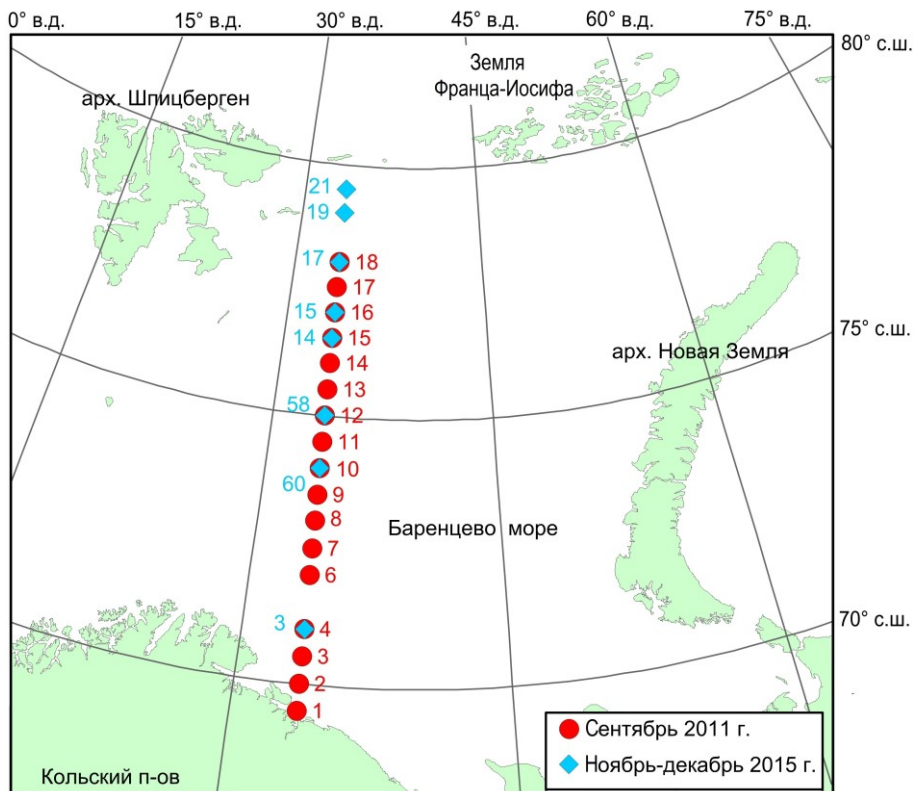 0° в.д.
15° в.д.
30° в.д.
45° в.д.
60° в.д.
75° в.д.
80° с.ш.
Земля
Франца-Иосифа
арх. Шпицберген
21
19
17
18
17
15
16
14
15
14
13
58
12
11
10
60
9
8
7
6
3
4
3
2
1
75° с.ш.
арх. Новая Земля
Баренцево море
70° с.ш.
Кольский п-ов
Сентябрь 2011 г.
Ноябрь-декабрь 2015 г.